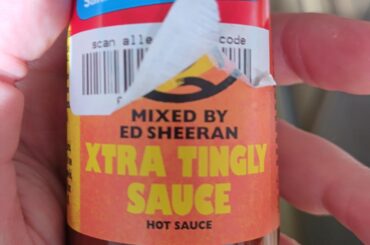 scan alle code
MIXED BY
ED SHEERAN
XTRA TINGLY
SAUCE
HOT SAUCE